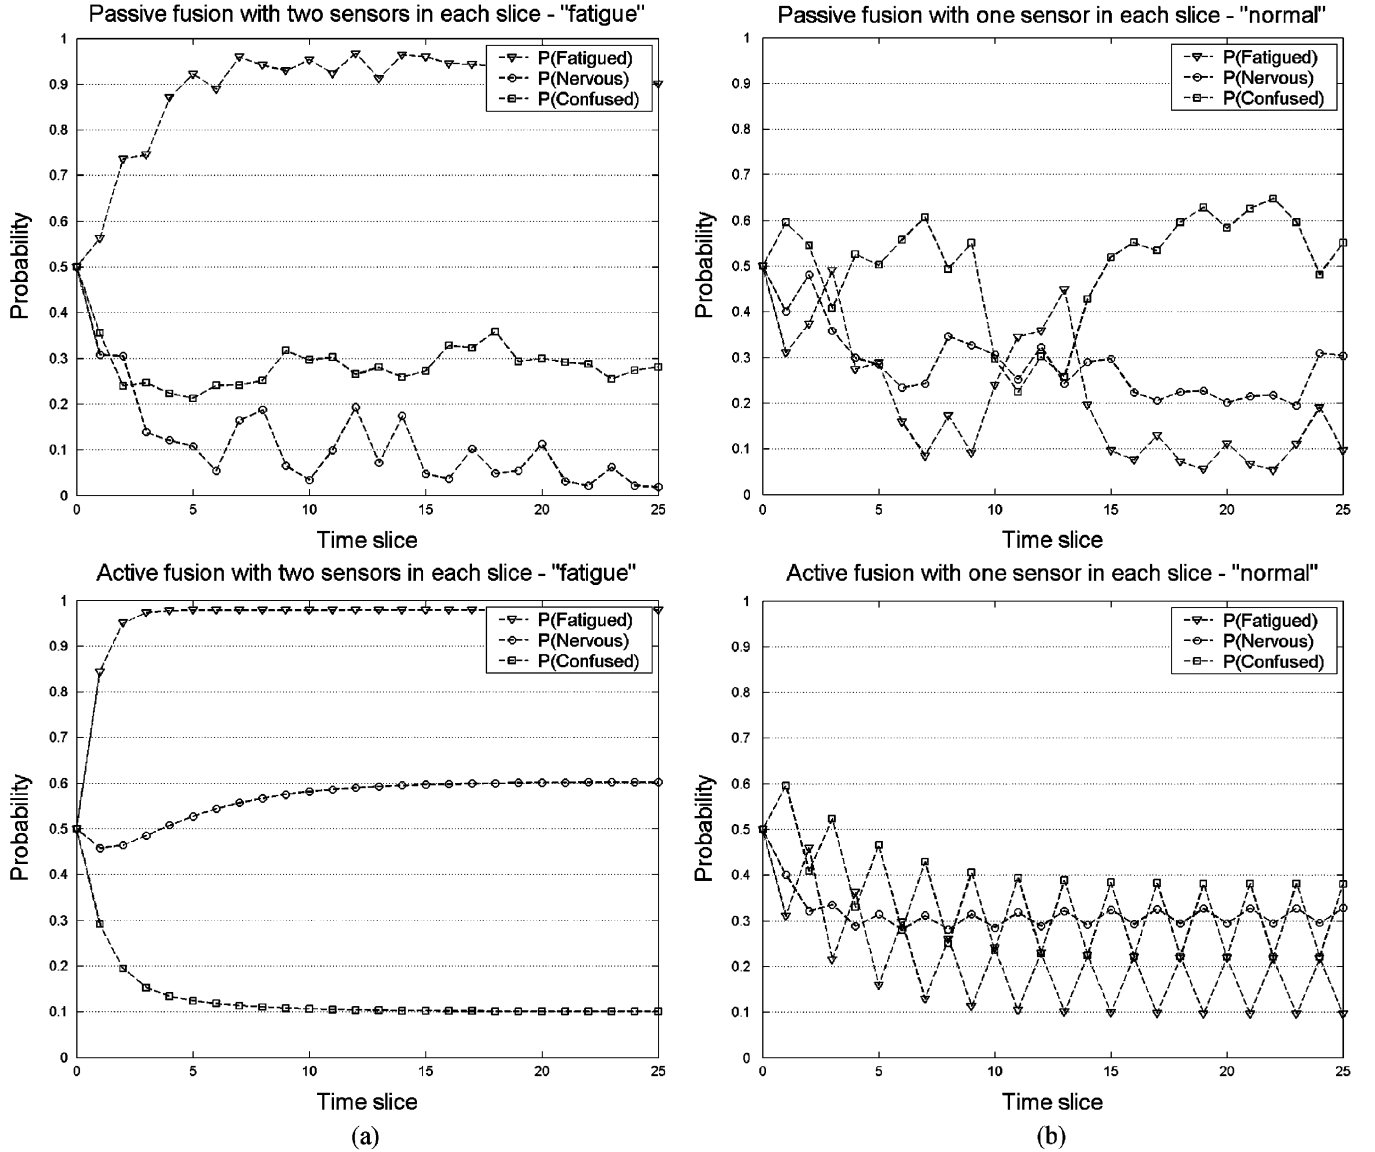 Passive fusion with two sensors in each slice - "fatigue"
1
0.9
0.8
0.7
0.6
0.5
0.4
0.3
0.2
0.1
0
Probability
P(Fatigued)
P(Nervous)
P(Confused)
0 5 10 15 20 25
Time slice
Passive fusion with one sensor in each slice - "normal"
1
0.9
0.8
0.7
0.6
0.5
0.4
0.3
0.2
0.1
0
Probability
P(Fatigued)
P(Nervous)
P(Confused)
0 5 10 15 20 25
Time slice
Active fusion with two sensors in each slice - "fatigue"
1
0.9
0.8
0.7
0.6
0.5
0.4
0.3
0.2
0.1
0
Probability
P(Fatigued)
P(Nervous)
P(Confused)
0 5 10 15 20 25
Time slice
(a)
Active fusion with one sensor in each slice - "normal"
1
0.9
0.8
0.7
0.6
0.5
0.4
0.3
0.2
0.1
0
Probability
P(Fatigued)
P(Nervous)
P(Confused)
0 5 10 15 20 25
Time slice
(b)